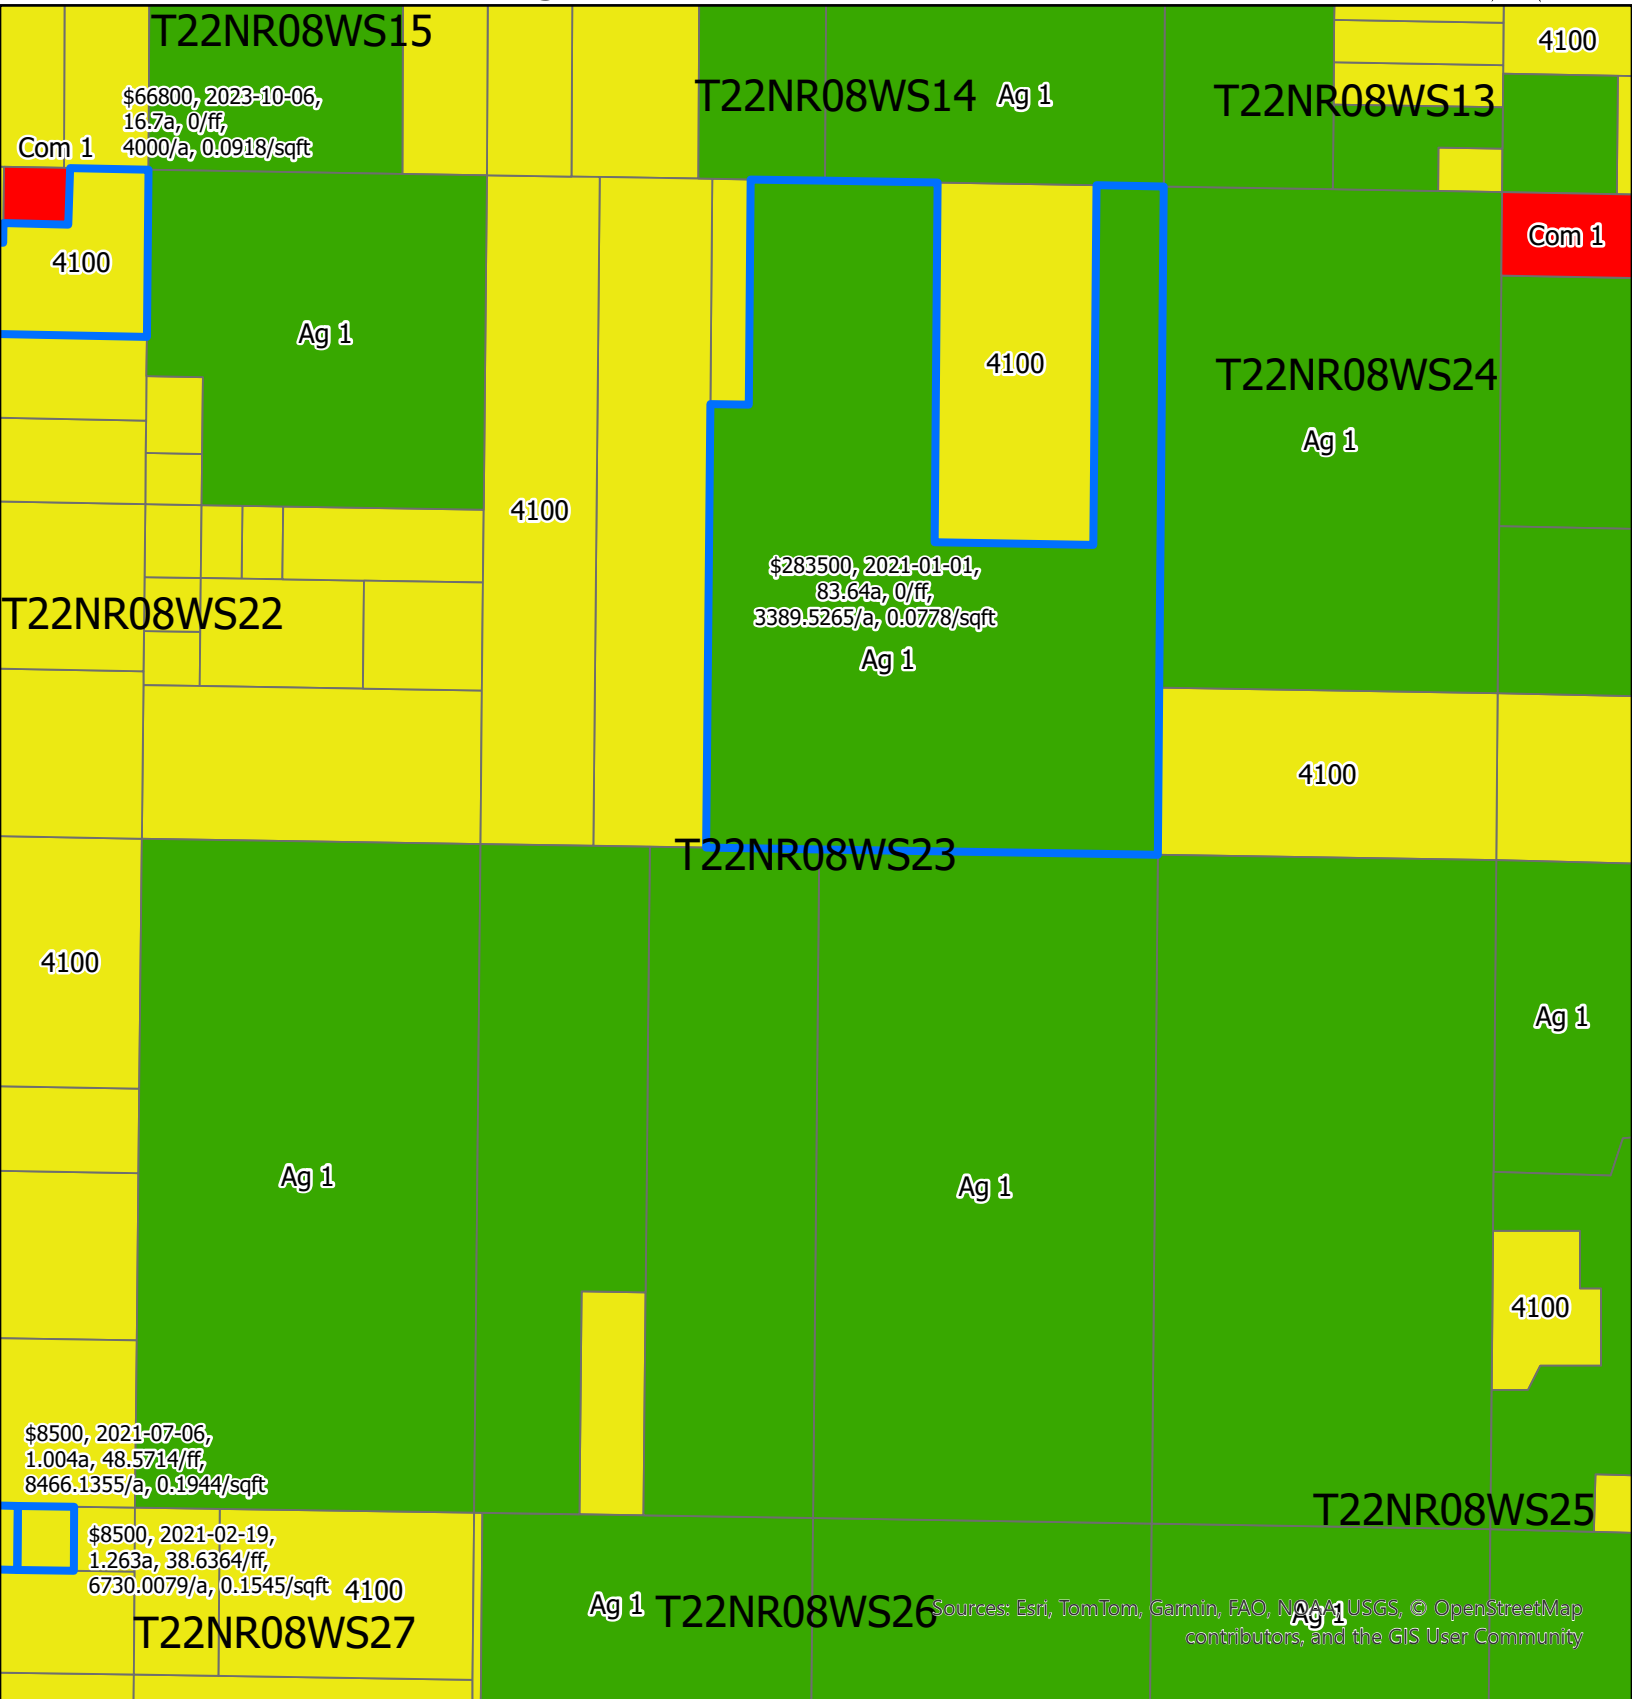 T22NR08WS15
4100
T22NR08WS14
Ag 1
T22NR08WS13
$66800, 2023-10-06,
16.7a, 0/ff,
4000/a, 0.0918/sqft
Com 1
Com 1
4100
Ag 1
4100
T22NR08WS24
Ag 1
4100
$283500, 2021-01-01,
83.64a, 0/ff,
3389.5265/a, 0.0778/sqft
Ag 1
T22NR08WS22
4100
T22NR08WS23
4100
Ag 1
Ag 1
Ag 1
4100
$8500, 2021-07-06,
1.004a, 48.5714/ff,
8466.1355/a, 0.1944/sqft
T22NR08WS25
$8500, 2021-02-19,
1.263a, 38.6364/ff,
6730.0079/a, 0.1545/sqft
4100
Ag 1
T22NR08WS26
Ag 1
T22NR08WS27
Sources: Esri, TomTom, Garmin, FAO, NOAA, USGS, © OpenStreetMap
contributors, and the GIS User Community